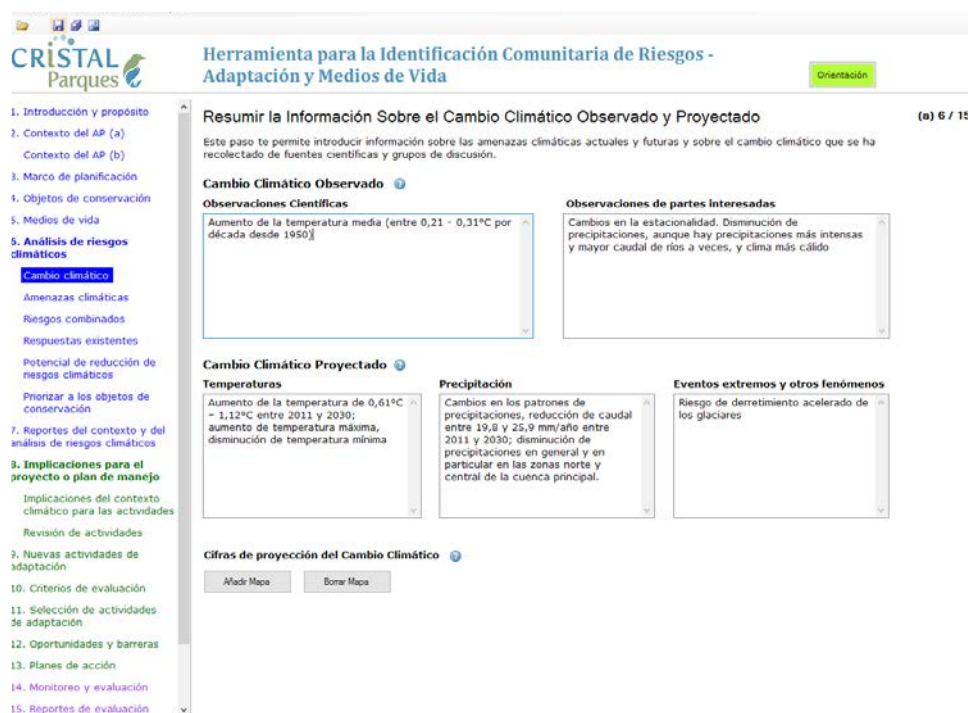 CRiSTAL
Parques
Herramienta para la Identificación Comunitaria de Riesgos -
Adaptación y Medios de Vida
Orientación
1. Introducción y propósito
2. Contexto del AP (a)
Contexto del AP (b)
3. Marco de planificación
4. Objetos de conservación
5. Medios de vida
6. Análisis de riesgos
climáticos
Cambio climático
Amenazas climáticas
Riesgos combinados
Respuestas existentes
Potencial de reducción de
riesgos climáticos
Priorizar a los objetos de
conservación
7. Reportes del contexto y del
análisis de riesgos climáticos
8. Implicaciones para el
proyecto o plan de manejo
Implicaciones del contexto
climático para las actividades
Revisión de actividades
9. Nuevas actividades de
adaptación
10. Criterios de evaluación
11. Selección de actividades
de adaptación
12. Oportunidades y barreras
13. Planes de acción
14. Monitoreo y evaluación
15. Reportes de evaluación
Resumir la Información Sobre el Cambio Climático Observado y Proyectado
(a) 6 / 15
Este paso te permite introducir información sobre las amenazas climáticas actuales y futuras y sobre el cambio climático que se ha
recolectado de fuentes científicas y grupos de discusión.
Cambio Climático Observado
Observaciones Científicas
Aumento de la temperatura media (entre 0,21 - 0,31ºC por
década desde 1950)
Observaciones de partes interesadas
Cambios en la estacionalidad. Disminución de
precipitaciones, aunque hay precipitaciones más intensas
y mayor caudal de ríos a veces, y clima más cálido
Cambio Climático Proyectado
Temperaturas
Aumento de la temperatura de 0,61ºC
– 1,12ºC entre 2011 y 2030;
aumento de temperatura máxima,
disminución de temperatura mínima
Precipitación
Cambios en los patrones de
precipitaciones, reducción de caudal
entre 19,8 y 25,9 mm/año entre
2011 y 2030; disminución de
precipitaciones en general y en
particular en las zonas norte y
central de la cuenca principal.
Eventos extremos y otros fenómenos
Riesgo de derretimiento acelerado de
los glaciares
Cifras de proyección del Cambio Climático
Añadir Mapa
Borrar Mapa